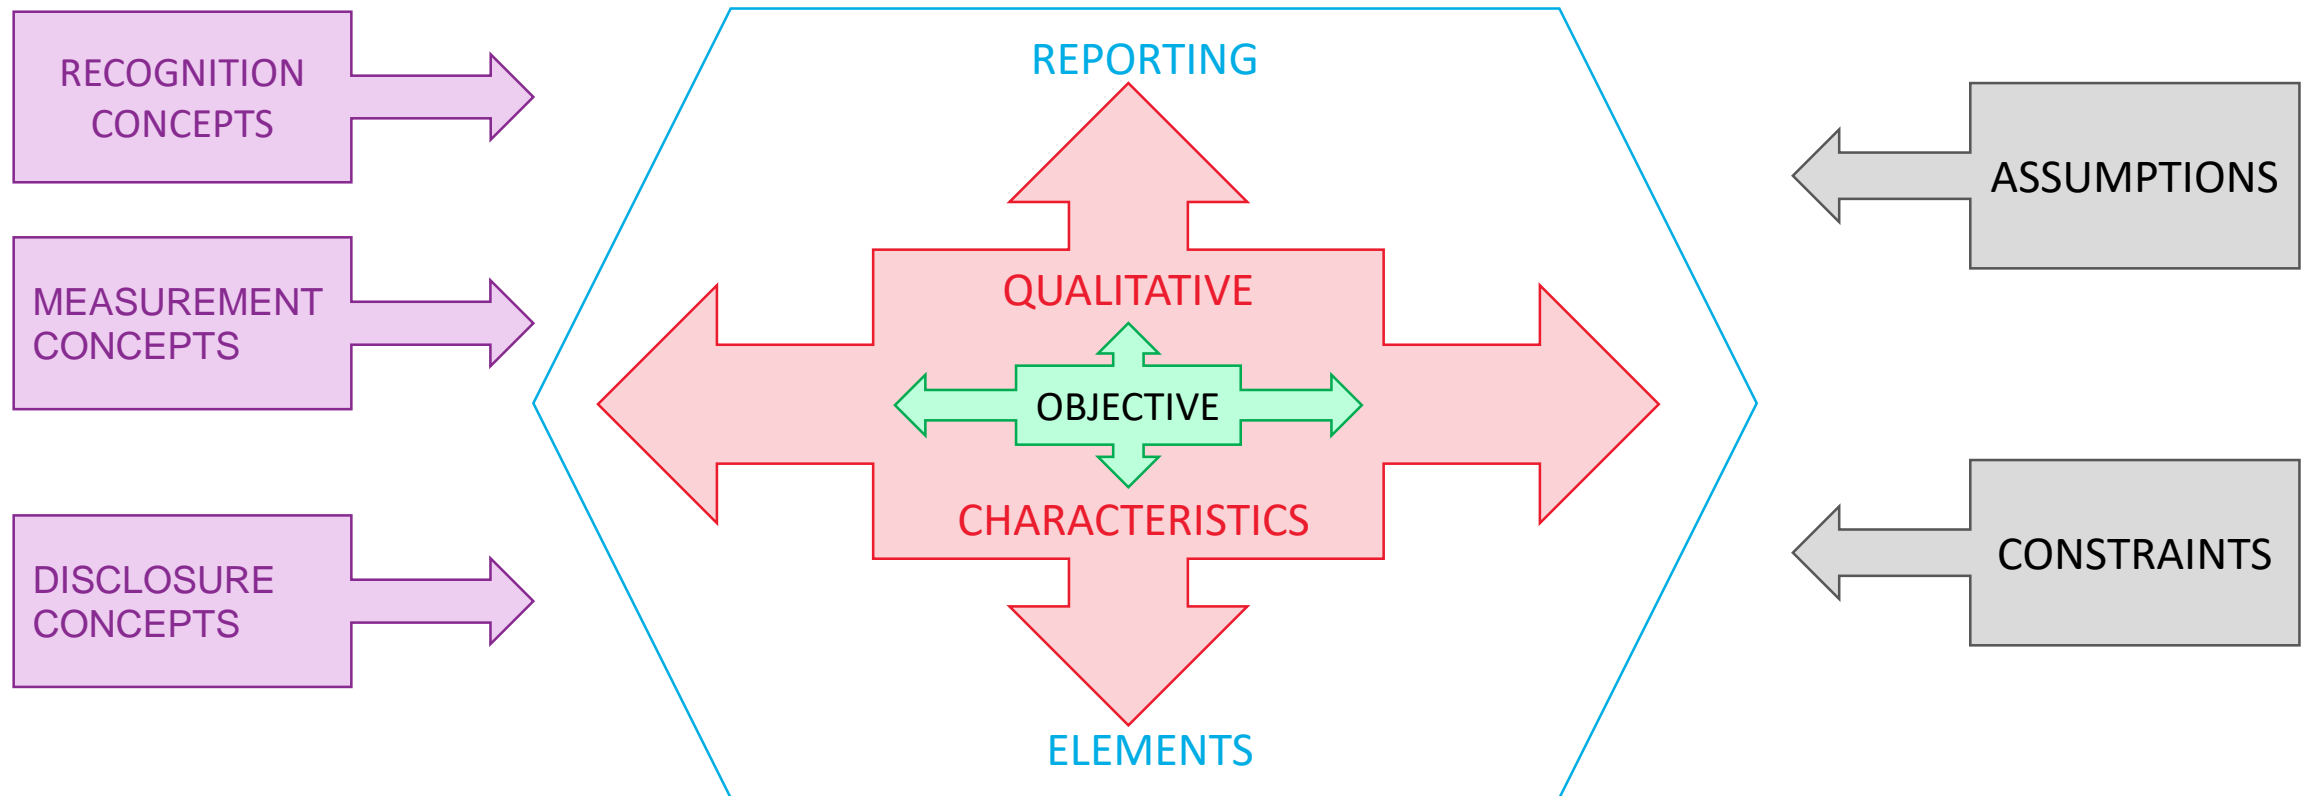 RECOGNITION
CONCEPTS
MEASUREMENT
CONCEPTS
DISCLOSURE
CONCEPTS
REPORTING
QUALITATIVE
OBJECTIVE
CHARACTERISTICS
ELEMENTS
ASSUMPTIONS
CONSTRAINTS